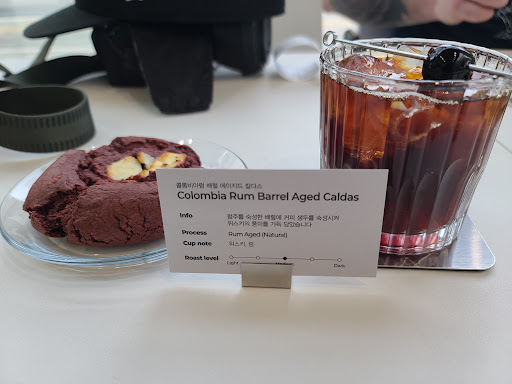 콜롬비아럼 배럴 에이지드 칼다스
Colombia Rum Barrel Aged Caldas
Info 럼주를 숙성한 배럴에 커피 생두를 숙성시켜
위스키의 풍미를 가득 담았습니다
Process Rum Aged (Natural)
Cup note 위스키, 럼
Roast level
Light Dark